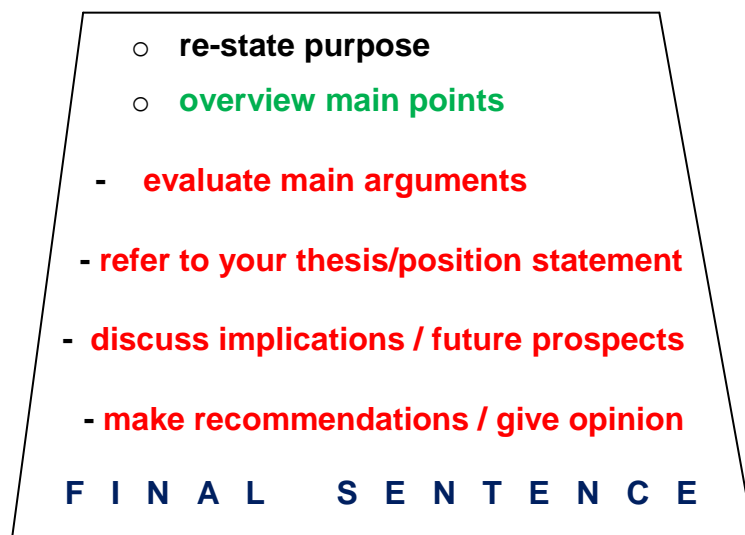 ○ re-state purpose
○ overview main points
- evaluate main arguments
- refer to your thesis/position statement
- discuss implications / future prospects
- make recommendations / give opinion
F I N A L S E N T E N C E